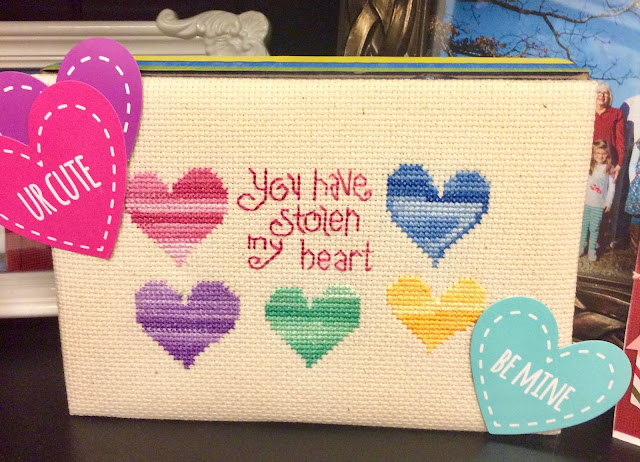 UR CUTE
You have
stolen
my heart
BE MINE